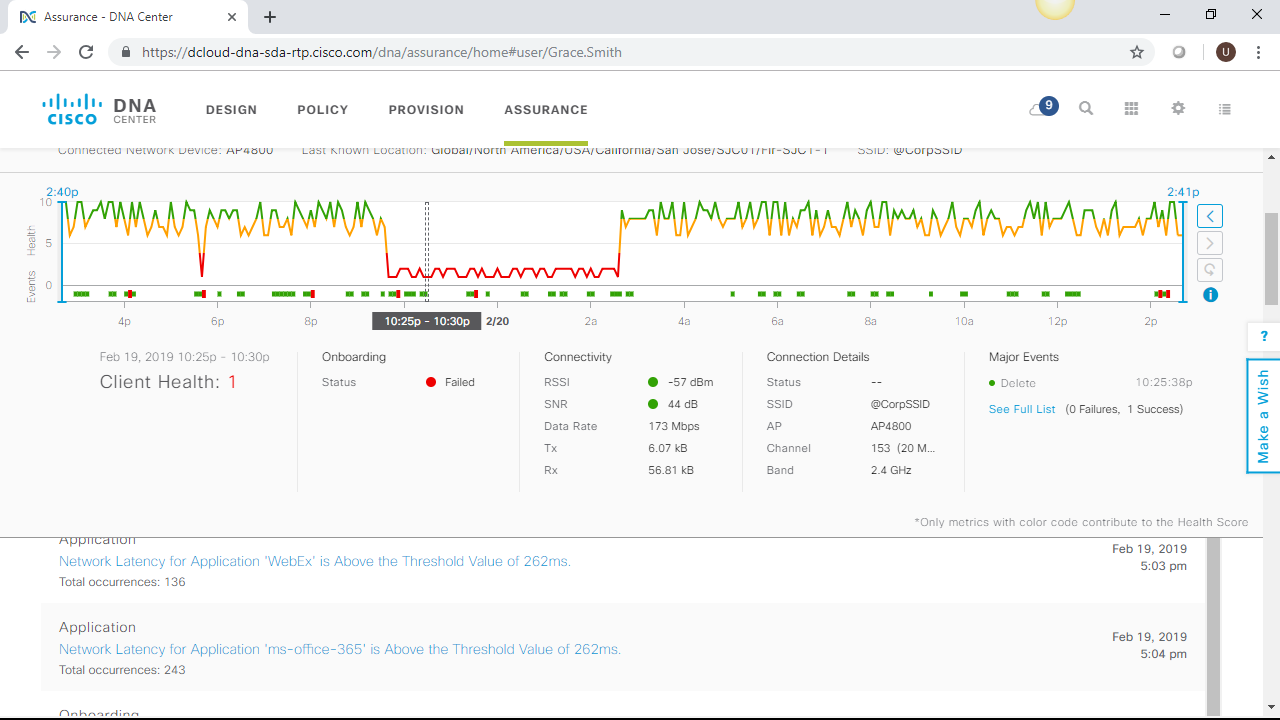 Assurance - DNA Center
https://dcloud-dna-sda-rtp.cisco.com/dna/assurance/home#user/Grace.Smith
U
CISCO DNA CENTER
DESIGN POLICY PROVISION ASSURANCE
9
Connected Network Device: AP4800 Last Known Location: Global/North America/USA/California/San Jose/SJC01/Flr-SJC1-1 SSID: @CorpSSID
2:40p 2:41p
10
Health
5
Events
0
4p 6p 8p 10:25p - 10:30p 2/20 2a 4a 6a 8a 10a 12p 2p
?
Make a Wish
Feb 19, 2019 10:25p - 10:30p
Client Health: 1
Onboarding
Status Failed
Connectivity
RSSI -57 dBm
SNR 44 dB
Data Rate 173 Mbps
Tx 6.07 kB
Rx 56.81 kB
Connection Details
Status --
SSID @CorpSSID
AP AP4800
Channel 153 (20 M...
Band 2.4 GHz
Major Events
Delete 10:25:38p
See Full List (0 Failures, 1 Success)
*Only metrics with color code contribute to the Health Score
Application
Network Latency for Application 'WebEx' is Above the Threshold Value of 262ms.
Total occurrences: 136
Feb 19, 2019
5:03 pm
Application
Network Latency for Application 'ms-office-365' is Above the Threshold Value of 262ms.
Total occurrences: 243
Feb 19, 2019
5:04 pm
Onboarding